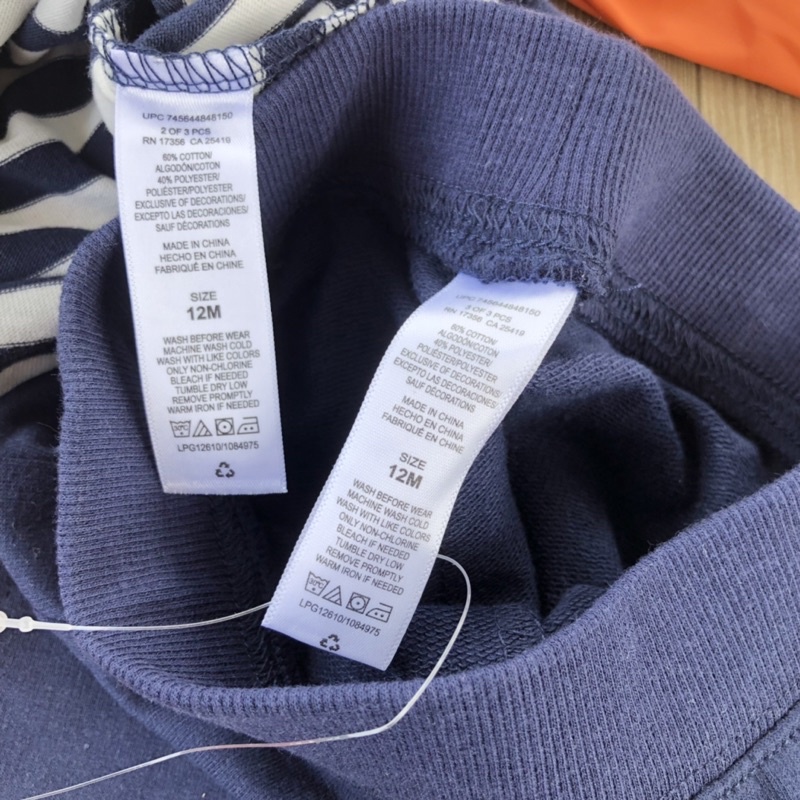 UPC 745644848150
2 OF 3 PCS
RN 17356 CA 25419
60% COTTON/
ALGODÓN/COTON
40% POLYESTER/
POLIÉSTER/POLYESTER
EXCLUSIVE OF DECORATIONS/
EXCEPTO LAS DECORACIONES/
SAUF DÉCORATIONS
MADE IN CHINA
HECHO EN CHINA
FABRIQUÉ EN CHINE
SIZE
12M
WASH BEFORE WEAR
MACHINE WASH COLD
WASH WITH LIKE COLORS
ONLY NON-CHLORINE
BLEACH IF NEEDED
TUMBLE DRY LOW
REMOVE PROMPTLY
WARM IRON IF NEEDED
LPG12610/1084975
UPC 745644848150
3 OF 3 PCS
RN 17356 CA 25419
60% COTTON/
ALGODÓN/COTON
40% POLYESTER/
POLIÉSTER/POLYESTER
EXCLUSIVE OF DECORATIONS/
EXCEPTO LAS DECORACIONES/
SAUF DÉCORATIONS
MADE IN CHINA
HECHO EN CHINA
FABRIQUÉ EN CHINE
SIZE
12M
WASH BEFORE WEAR
MACHINE WASH COLD
WASH WITH LIKE COLORS
ONLY NON-CHLORINE
BLEACH IF NEEDED
TUMBLE DRY LOW
REMOVE PROMPTLY
WARM IRON IF NEEDED
LPG12610/1084975